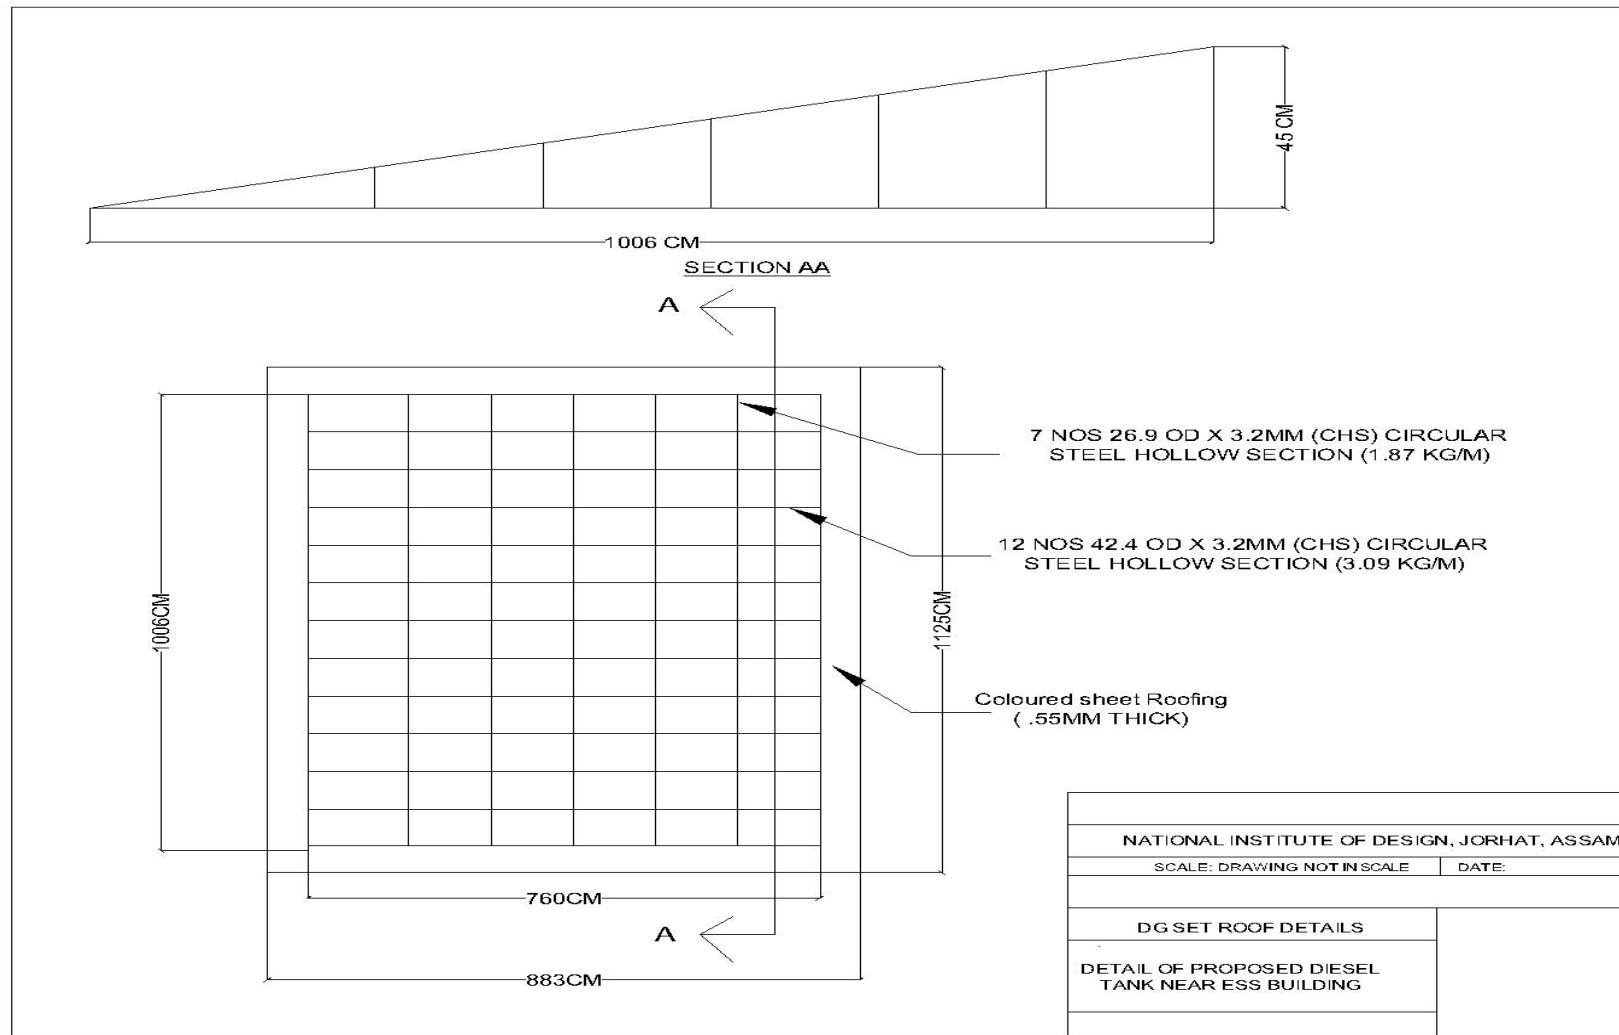 45 CM
1006 CM
SECTION AA
A
7 NOS 26.9 OD X 3.2MM (CHS) CIRCULAR
STEEL HOLLOW SECTION (1.87 KG/M)
12 NOS 42.4 OD X 3.2MM (CHS) CIRCULAR
STEEL HOLLOW SECTION (3.09 KG/M)
1006CM
1125CM
Coloured sheet Roofing
( .55MM THICK)
NATIONAL INSTITUTE OF DESIGN, JORHAT, ASSAM
SCALE: DRAWING NOT IN SCALE DATE:
760CM
DG SET ROOF DETAILS
A
DETAIL OF PROPOSED DIESEL
TANK NEAR ESS BUILDING
883CM